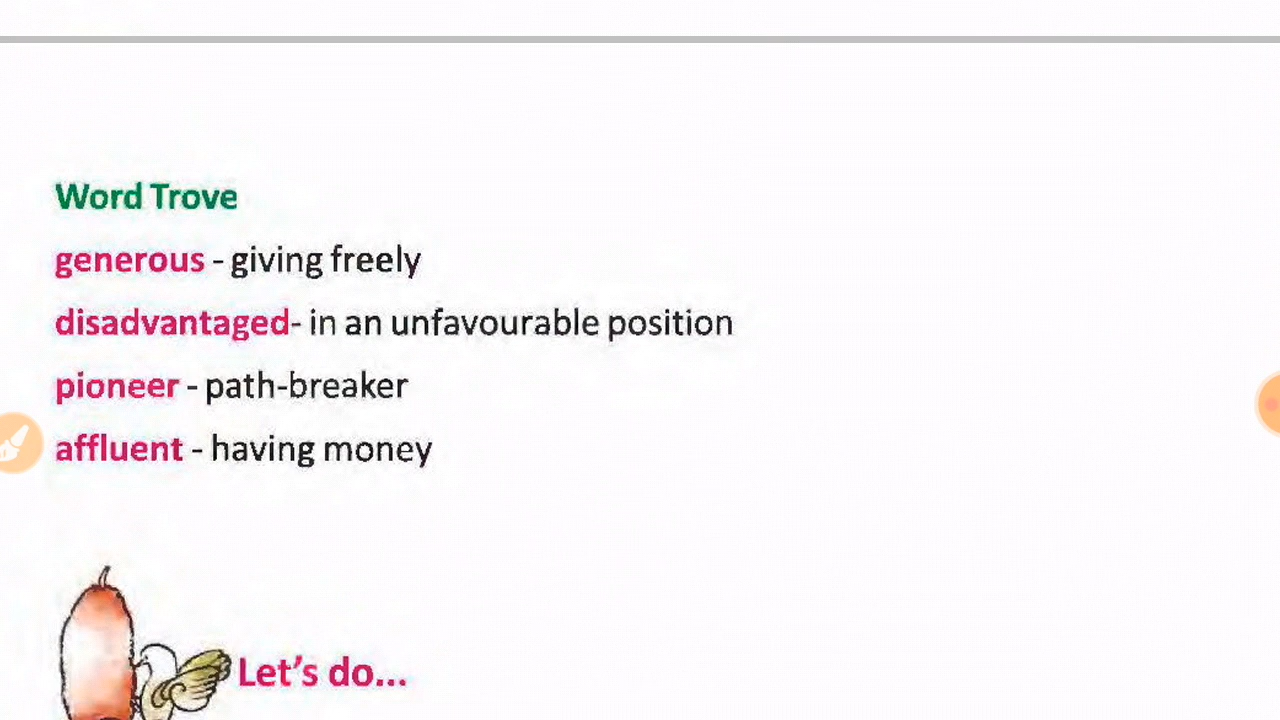 Word Trove
generous - giving freely
disadvantaged- in an unfavourable position
pioneer - path-breaker
affluent - having money
Let's do...